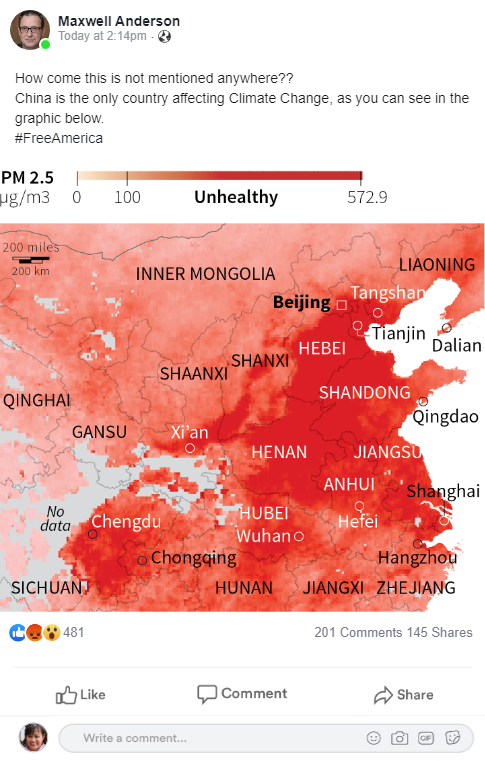 Maxwell Anderson
Today at 2:14pm ·
How come this is not mentioned anywhere??
China is the only country affecting Climate Change, as you can see in the
graphic below.
#FreeAmerica
PM 2.5
µg/m3 0 100 Unhealthy 572.9
200 miles
200 km
INNER MONGOLIA
LIAONING
Beijing
Tangshan
Tianjin
Dalian
HEBEI
SHANXI
SHAANXI
SHANDONG
QINGHAI
Qingdao
GANSU
Xi'an
HENAN
JIANGSU
ANHUI
Shanghai
No
data
Chengdu
HUBEI
Hefei
Wuhan
Chongqing
Hangzhou
SICHUAN
HUNAN
JIANGXI
ZHEJIANG
481
201 Comments 145 Shares
Like
Comment
Share
Write a comment...
GIF